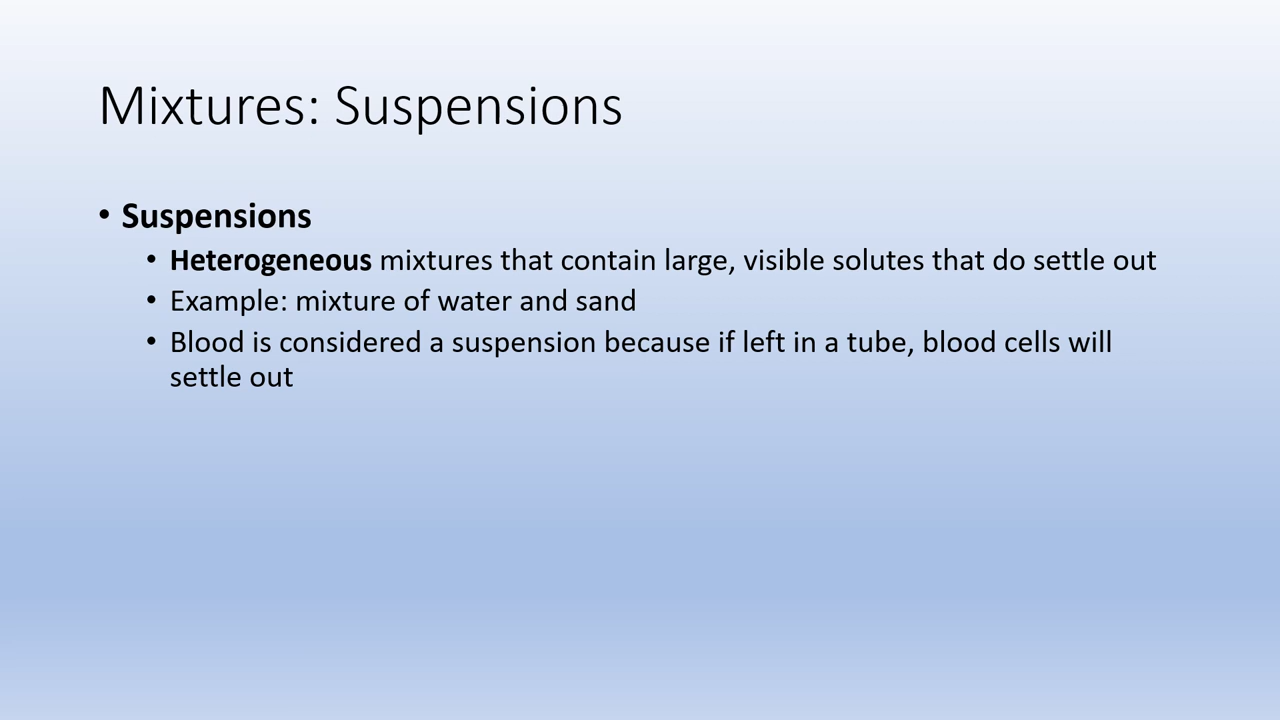 Mixtures: Suspensions
• Suspensions
• Heterogeneous mixtures that contain large, visible solutes that do settle out
• Example: mixture of water and sand
• Blood is considered a suspension because if left in a tube, blood cells will
settle out